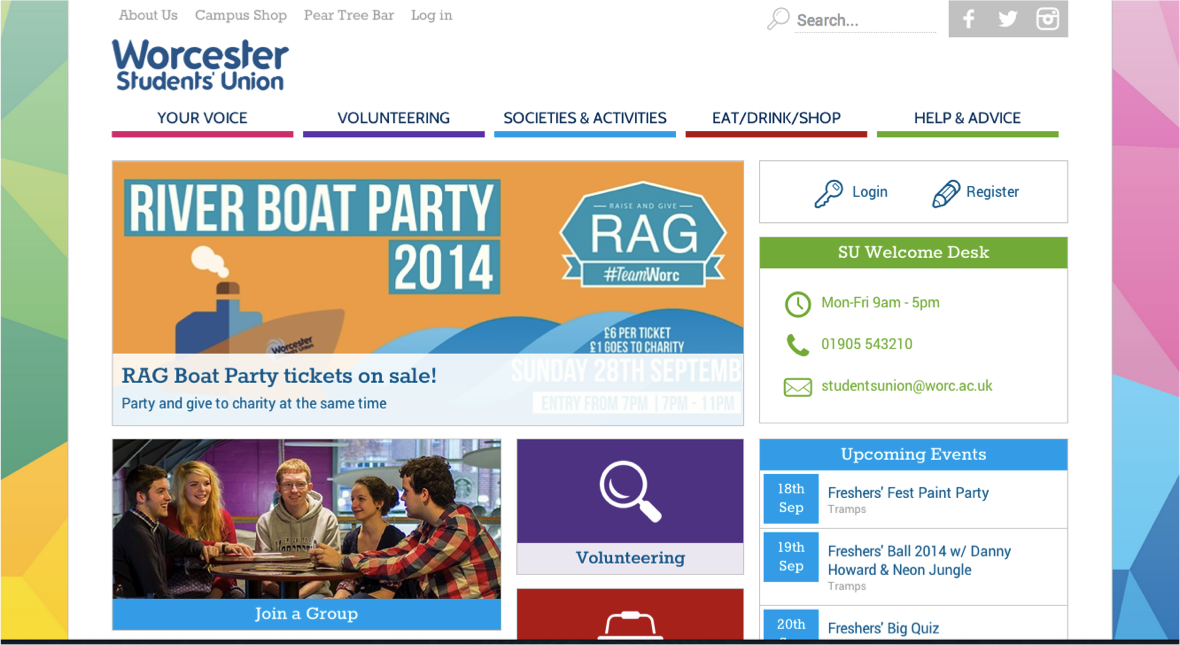 About Us Campus Shop Pear Tree Bar Log in
Search...
Worcester
Students' Union
YOUR VOICE
VOLUNTEERING
SOCIETIES & ACTIVITIES
EAT/DRINK/SHOP
HELP & ADVICE
RIVER BOAT PARTY
2014
RAISE AND GIVE
RAG
#TeamWorc
Worcester
Students' Union
£6 PER TICKET
£1 GOES TO CHARITY
SUNDAY 28TH SEPTEMB
ENTRY FROM 7PM | 7PM - 11PM
RAG Boat Party tickets on sale!
Party and give to charity at the same time
Login
Register
SU Welcome Desk
Mon-Fri 9am - 5pm
01905 543210
studentsunion@worc.ac.uk
Join a Group
Volunteering
Upcoming Events
18th
Sep
Freshers' Fest Paint Party
Tramps
19th
Sep
Freshers' Ball 2014 w/ Danny
Howard & Neon Jungle
Tramps
20th
Freshers' Big Quiz